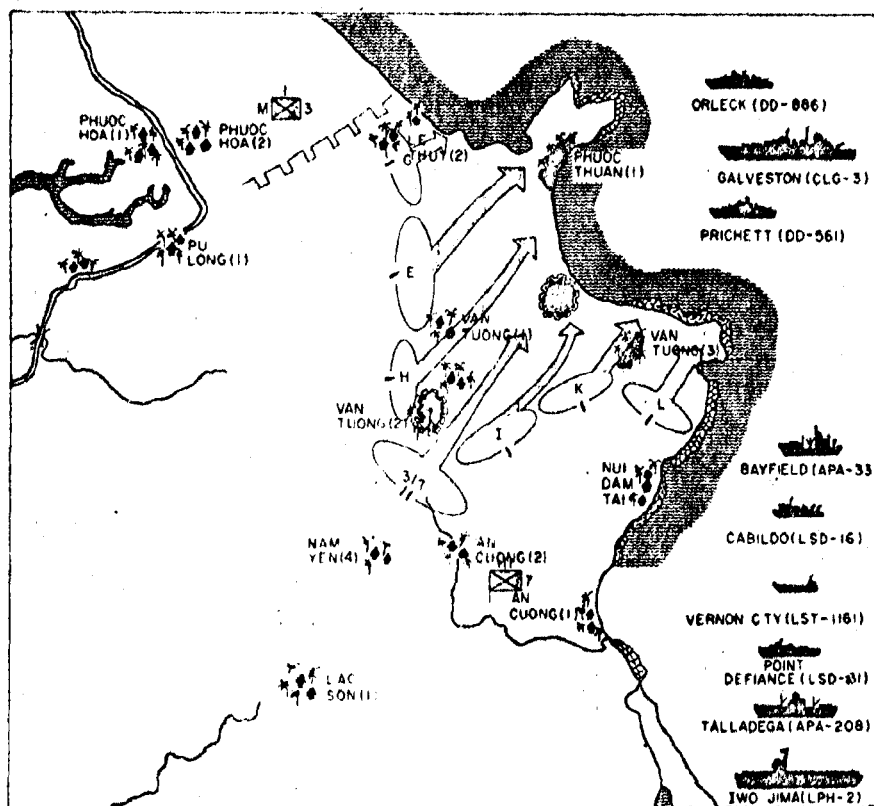 M 3
PHUOC
HOA(1)
PHUOC
HOA(2)
HUY(2)
G
PHUOC
THUAN(1)
PU
LONG(1)
E
VAN
TUONG(1)
H
VAN
TUONG(2)
VAN
TUONG(3)
K
L
I
3/7
NUI
DAM
TAI
NAM
YEN(4)
AN
CUONG(2)
7
AN
CUONG(1)
LAC
SON(1)
ORLECK (DD-886)
GALVESTON (CLG-3)
PRICHETT (DD-561)
BAYFIELD (APA-33
CABILDO(LSD-16)
VERNON CTY(LST-1161)
POINT
DEFIANCE(LSD-31)
TALLADEGA (APA-208)
IWO JIMA(LPH-2)